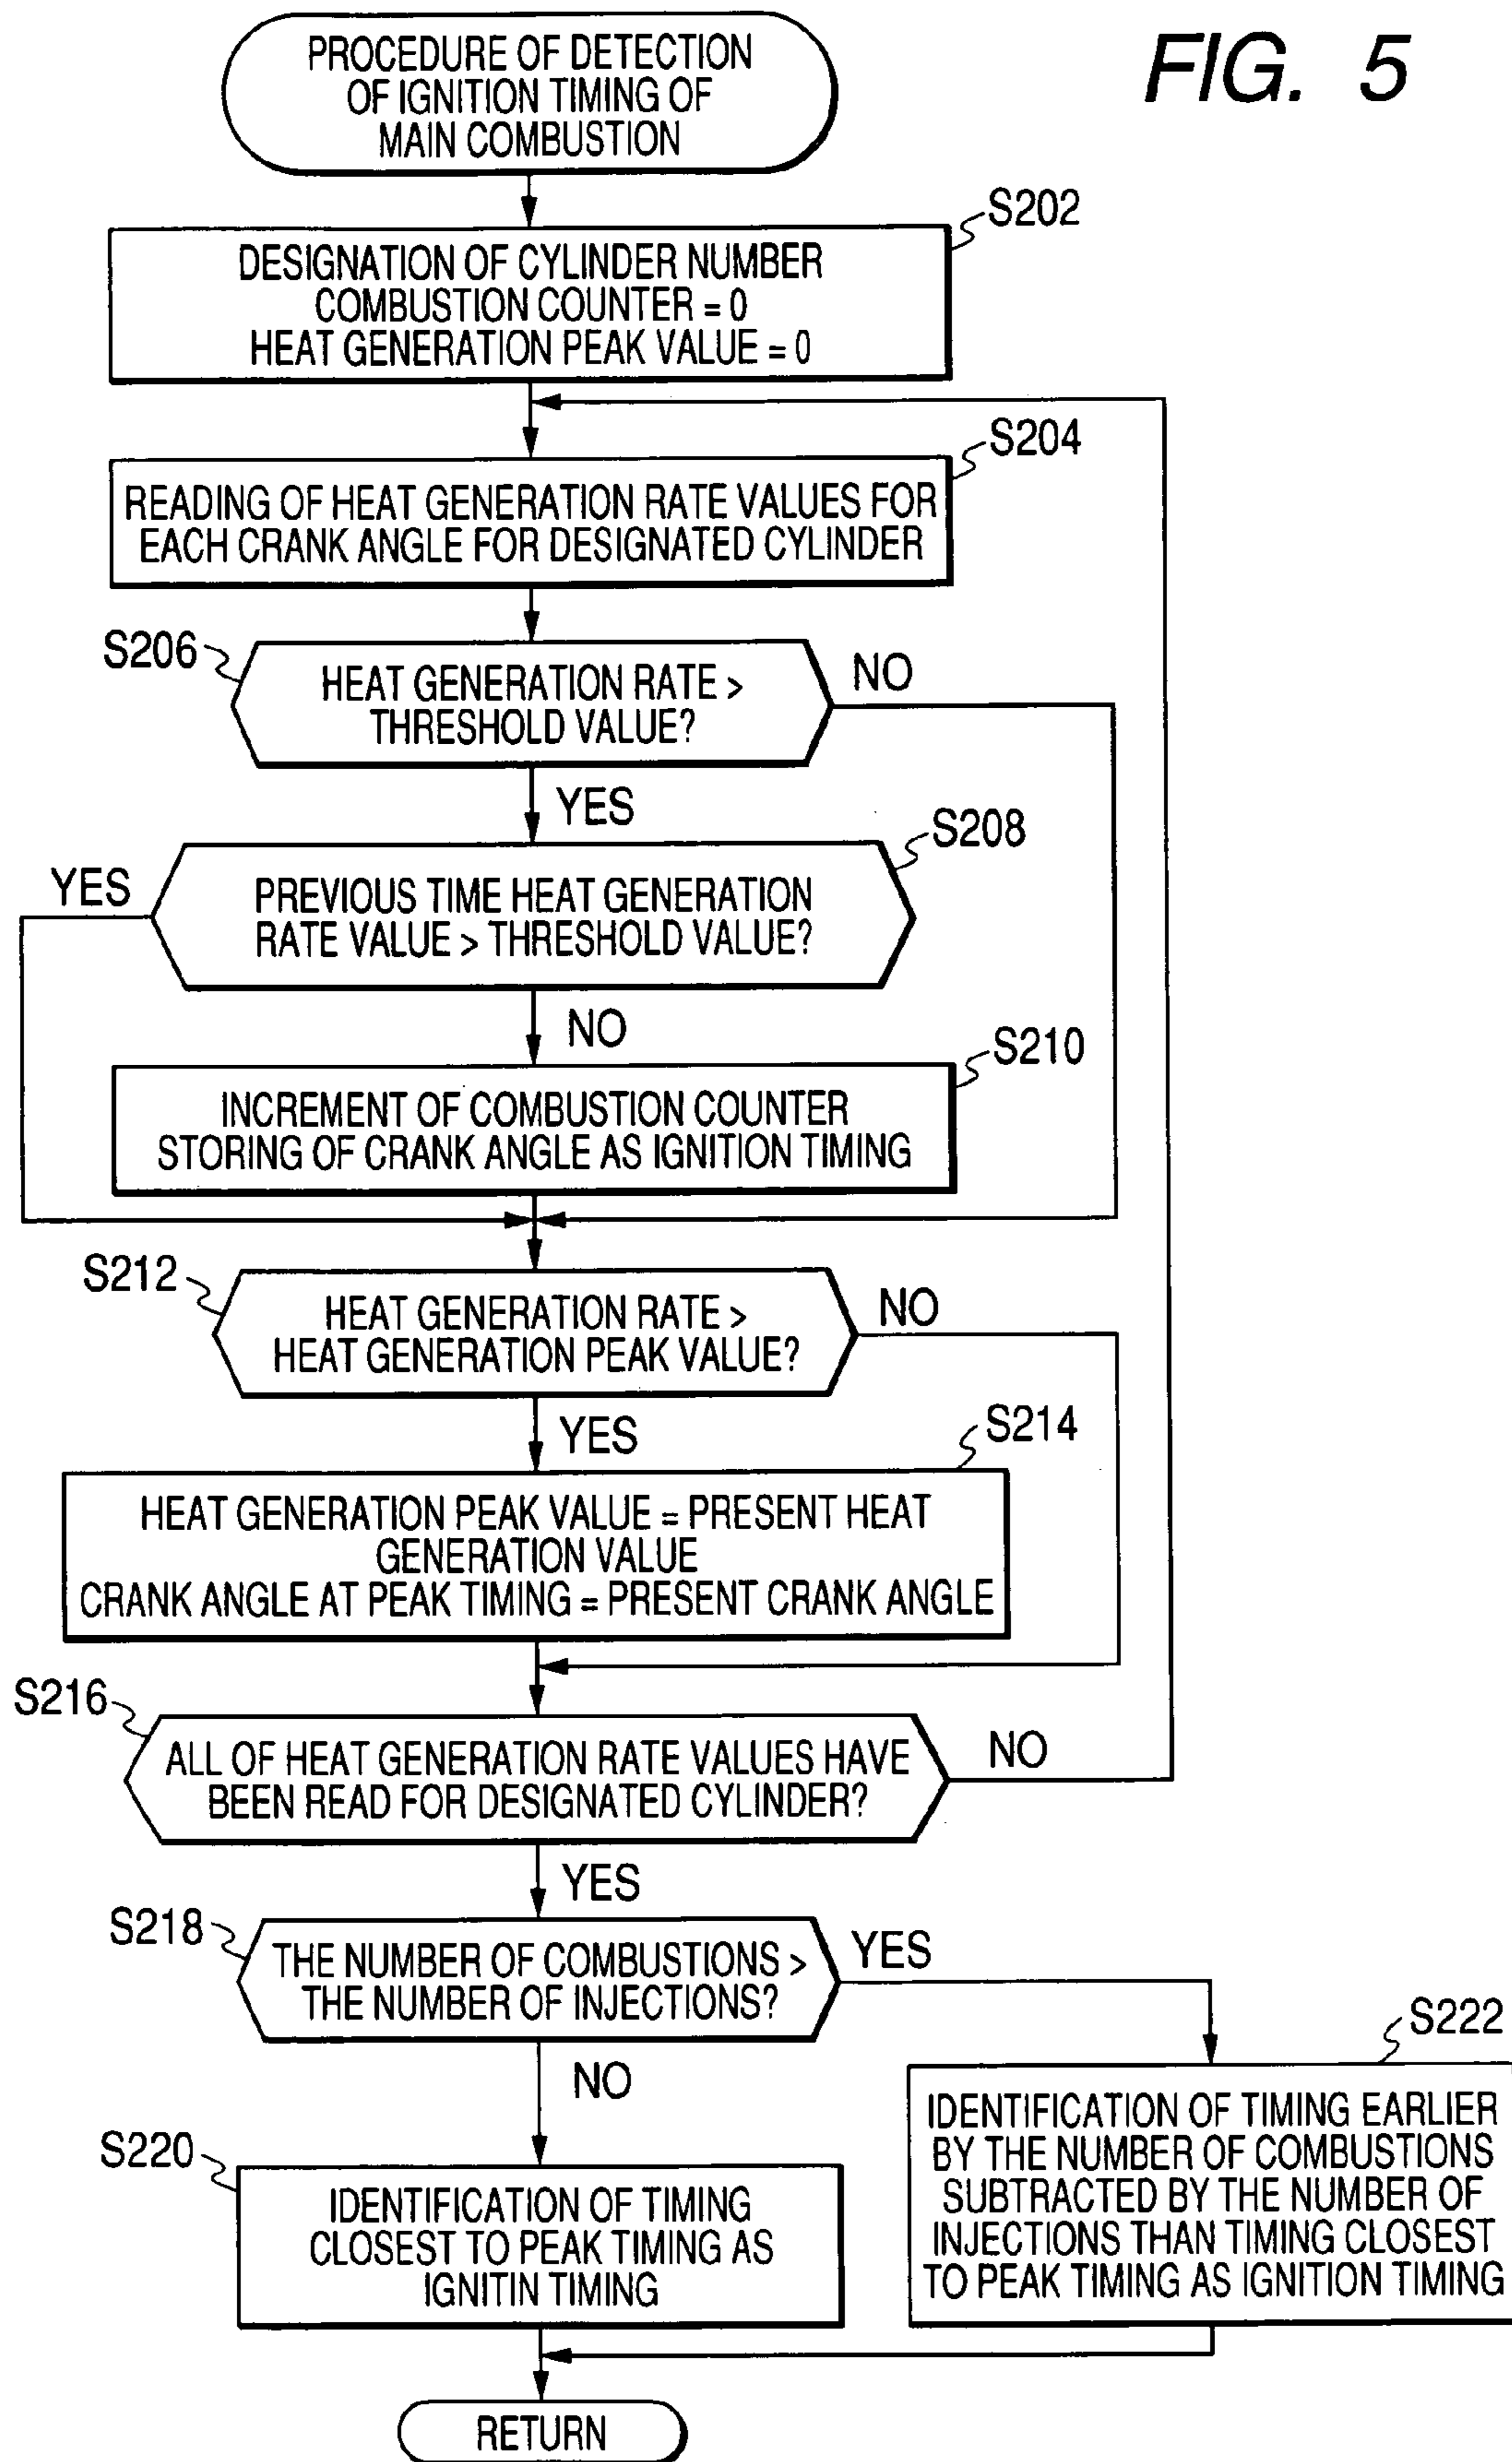 FIG. 5
PROCEDURE OF DETECTION
OF IGNITION TIMING OF
MAIN COMBUSTION
S202
DESIGNATION OF CYLINDER NUMBER
COMBUSTION COUNTER = 0
HEAT GENERATION PEAK VALUE = 0
S204
READING OF HEAT GENERATION RATE VALUES FOR
EACH CRANK ANGLE FOR DESIGNATED CYLINDER
S206
HEAT GENERATION RATE >
THRESHOLD VALUE?
NO
YES
S208
YES
PREVIOUS TIME HEAT GENERATION
RATE VALUE > THRESHOLD VALUE?
NO
S210
INCREMENT OF COMBUSTION COUNTER
STORING OF CRANK ANGLE AS IGNITION TIMING
S212
HEAT GENERATION RATE >
HEAT GENERATION PEAK VALUE?
NO
YES
S214
HEAT GENERATION PEAK VALUE = PRESENT HEAT
GENERATION VALUE
CRANK ANGLE AT PEAK TIMING = PRESENT CRANK ANGLE
S216
ALL OF HEAT GENERATION RATE VALUES HAVE
BEEN READ FOR DESIGNATED CYLINDER?
NO
YES
S218
THE NUMBER OF COMBUSTIONS >
THE NUMBER OF INJECTIONS?
YES
NO
S222
IDENTIFICATION OF TIMING EARLIER
BY THE NUMBER OF COMBUSTIONS
SUBTRACTED BY THE NUMBER OF
INJECTIONS THAN TIMING CLOSEST
TO PEAK TIMING AS IGNITION TIMING
S220
IDENTIFICATION OF TIMING
CLOSEST TO PEAK TIMING AS
IGNITIN TIMING
RETURN